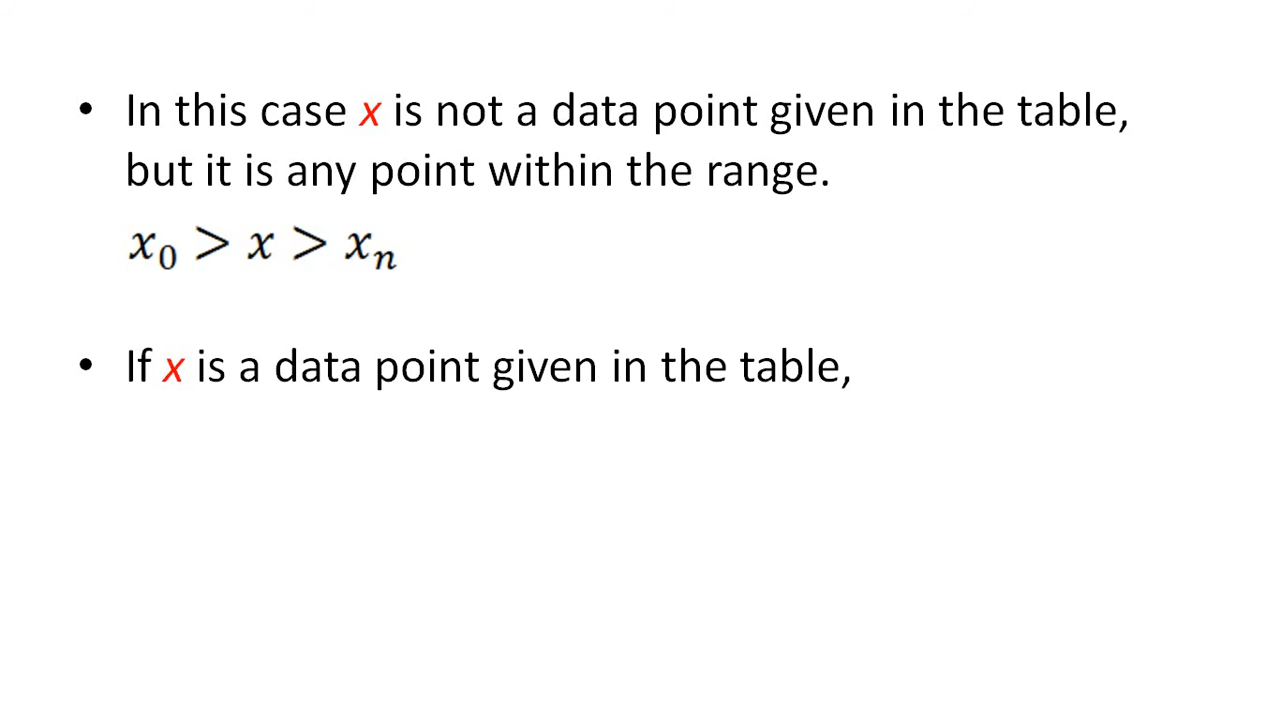 • In this case x is not a data point given in the table,
but it is any point within the range.
x₀ > x > xₙ
• If x is a data point given in the table,